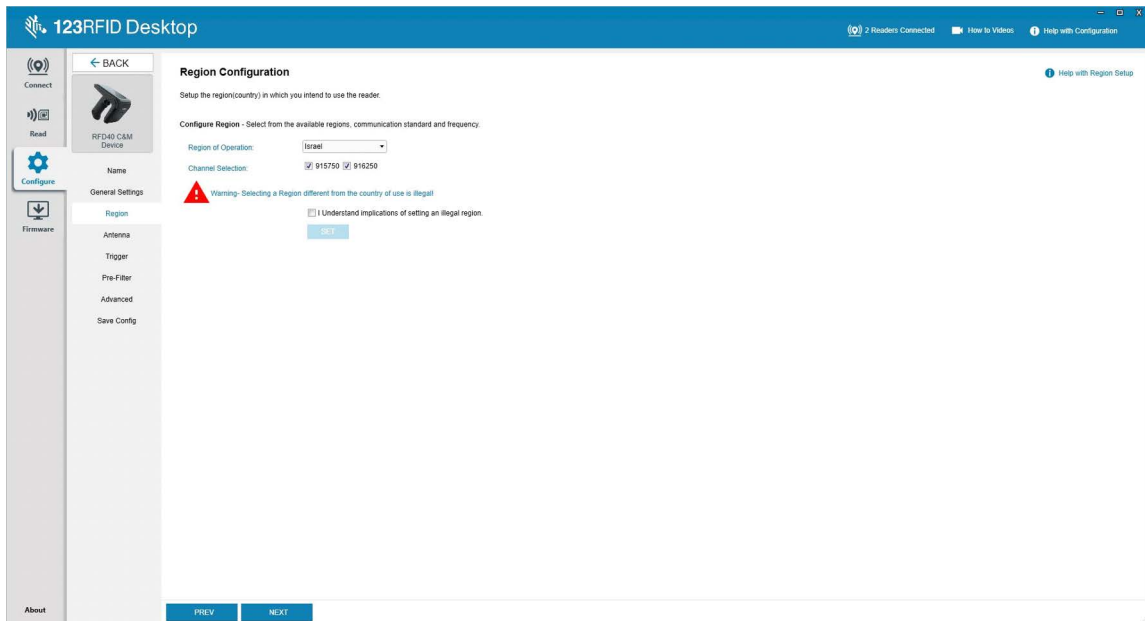 123RFID Desktop
2 Readers Connected
How to Videos
Help with Configuration
Connect
Read
Configure
Firmware
About
BACK
RFD40 C&M
Device
Name
General Settings
Region
Antenna
Trigger
Pre-Filter
Advanced
Save Config
Region Configuration
Help with Region Setup
Setup the region(country) in which you intend to use the reader.
Configure Region - Select from the available regions, communication standard and frequency.
Region of Operation: Israel
Channel Selection: 915750 916250
Warning- Selecting a Region different from the country of use is illegal!
I Understand implications of setting an illegal region.
SET
PREV NEXT